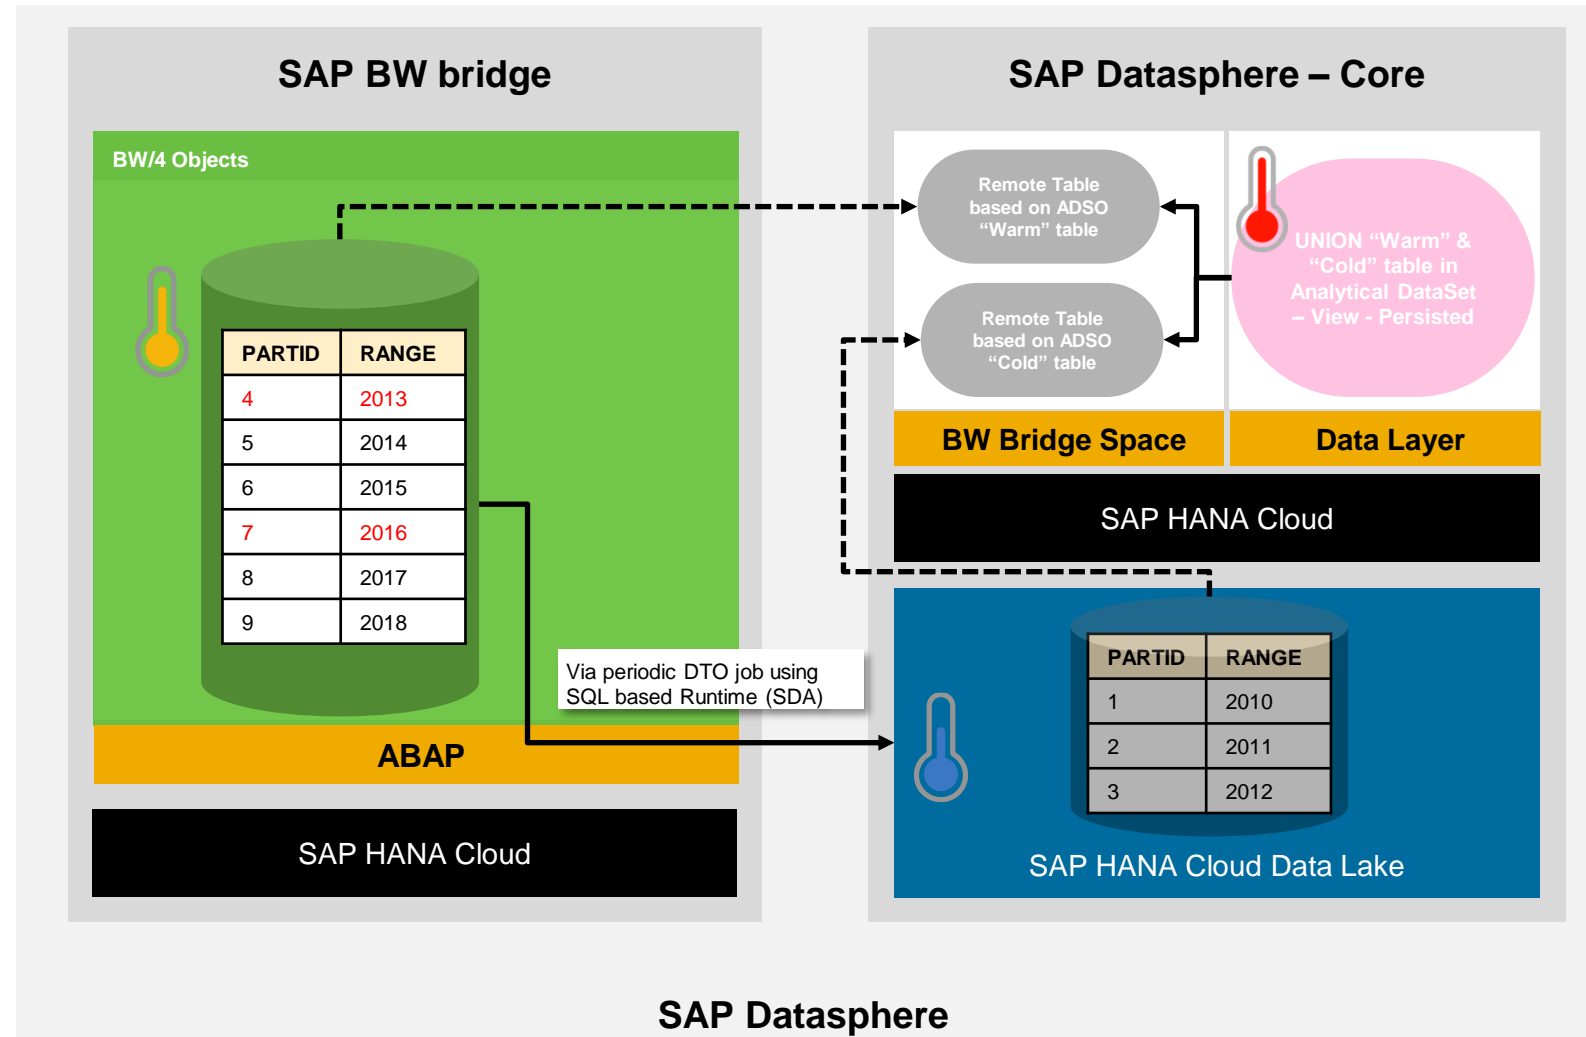 SAP BW bridge
BW/4 Objects
PARTID RANGE
4 2013
5 2014
6 2015
7 2016
8 2017
9 2018
ABAP
SAP HANA Cloud
Via periodic DTO job using
SQL based Runtime (SDA)
SAP Datasphere – Core
Remote Table
based on ADSO
“Warm” table
Remote Table
based on ADSO
“Cold” table
UNION “Warm” &
“Cold” table in
Analytical DataSet
– View - Persisted
BW Bridge Space
Data Layer
SAP HANA Cloud
PARTID RANGE
1 2010
2 2011
3 2012
SAP HANA Cloud Data Lake
SAP Datasphere